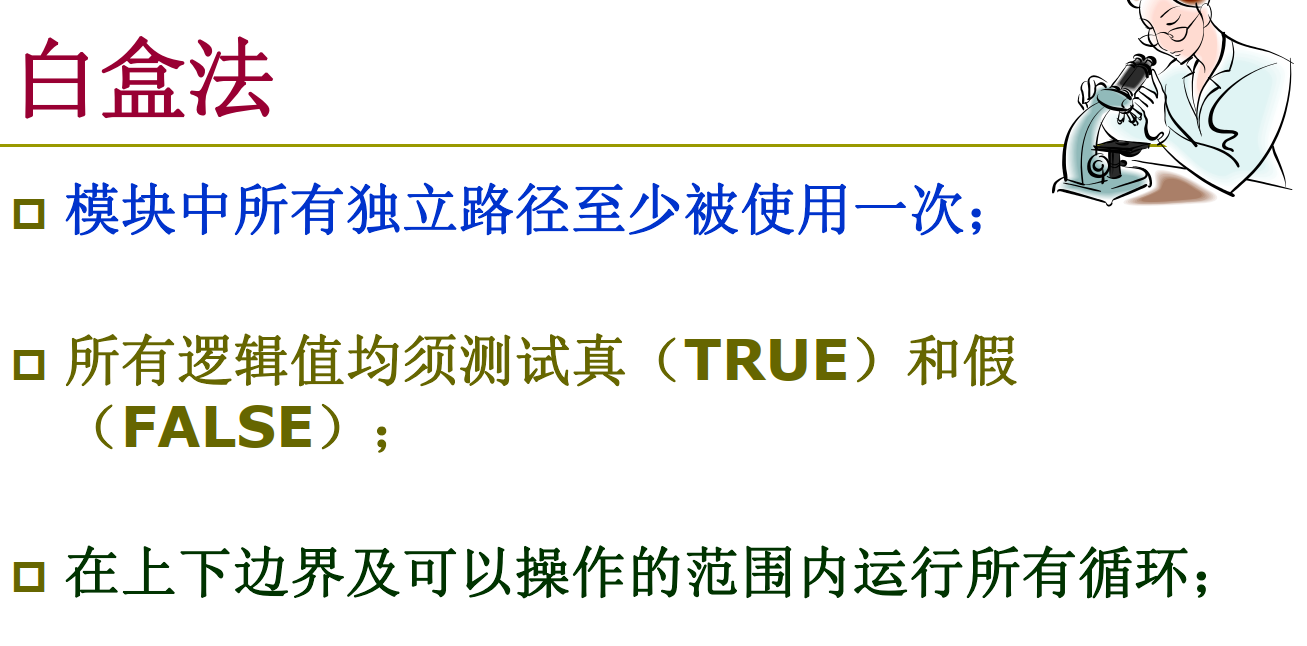 白盒法
模块中所有独立路径至少被使用一次；
所有逻辑值均须测试真（TRUE）和假
（FALSE）；
在上下边界及可以操作的范围内运行所有循环；